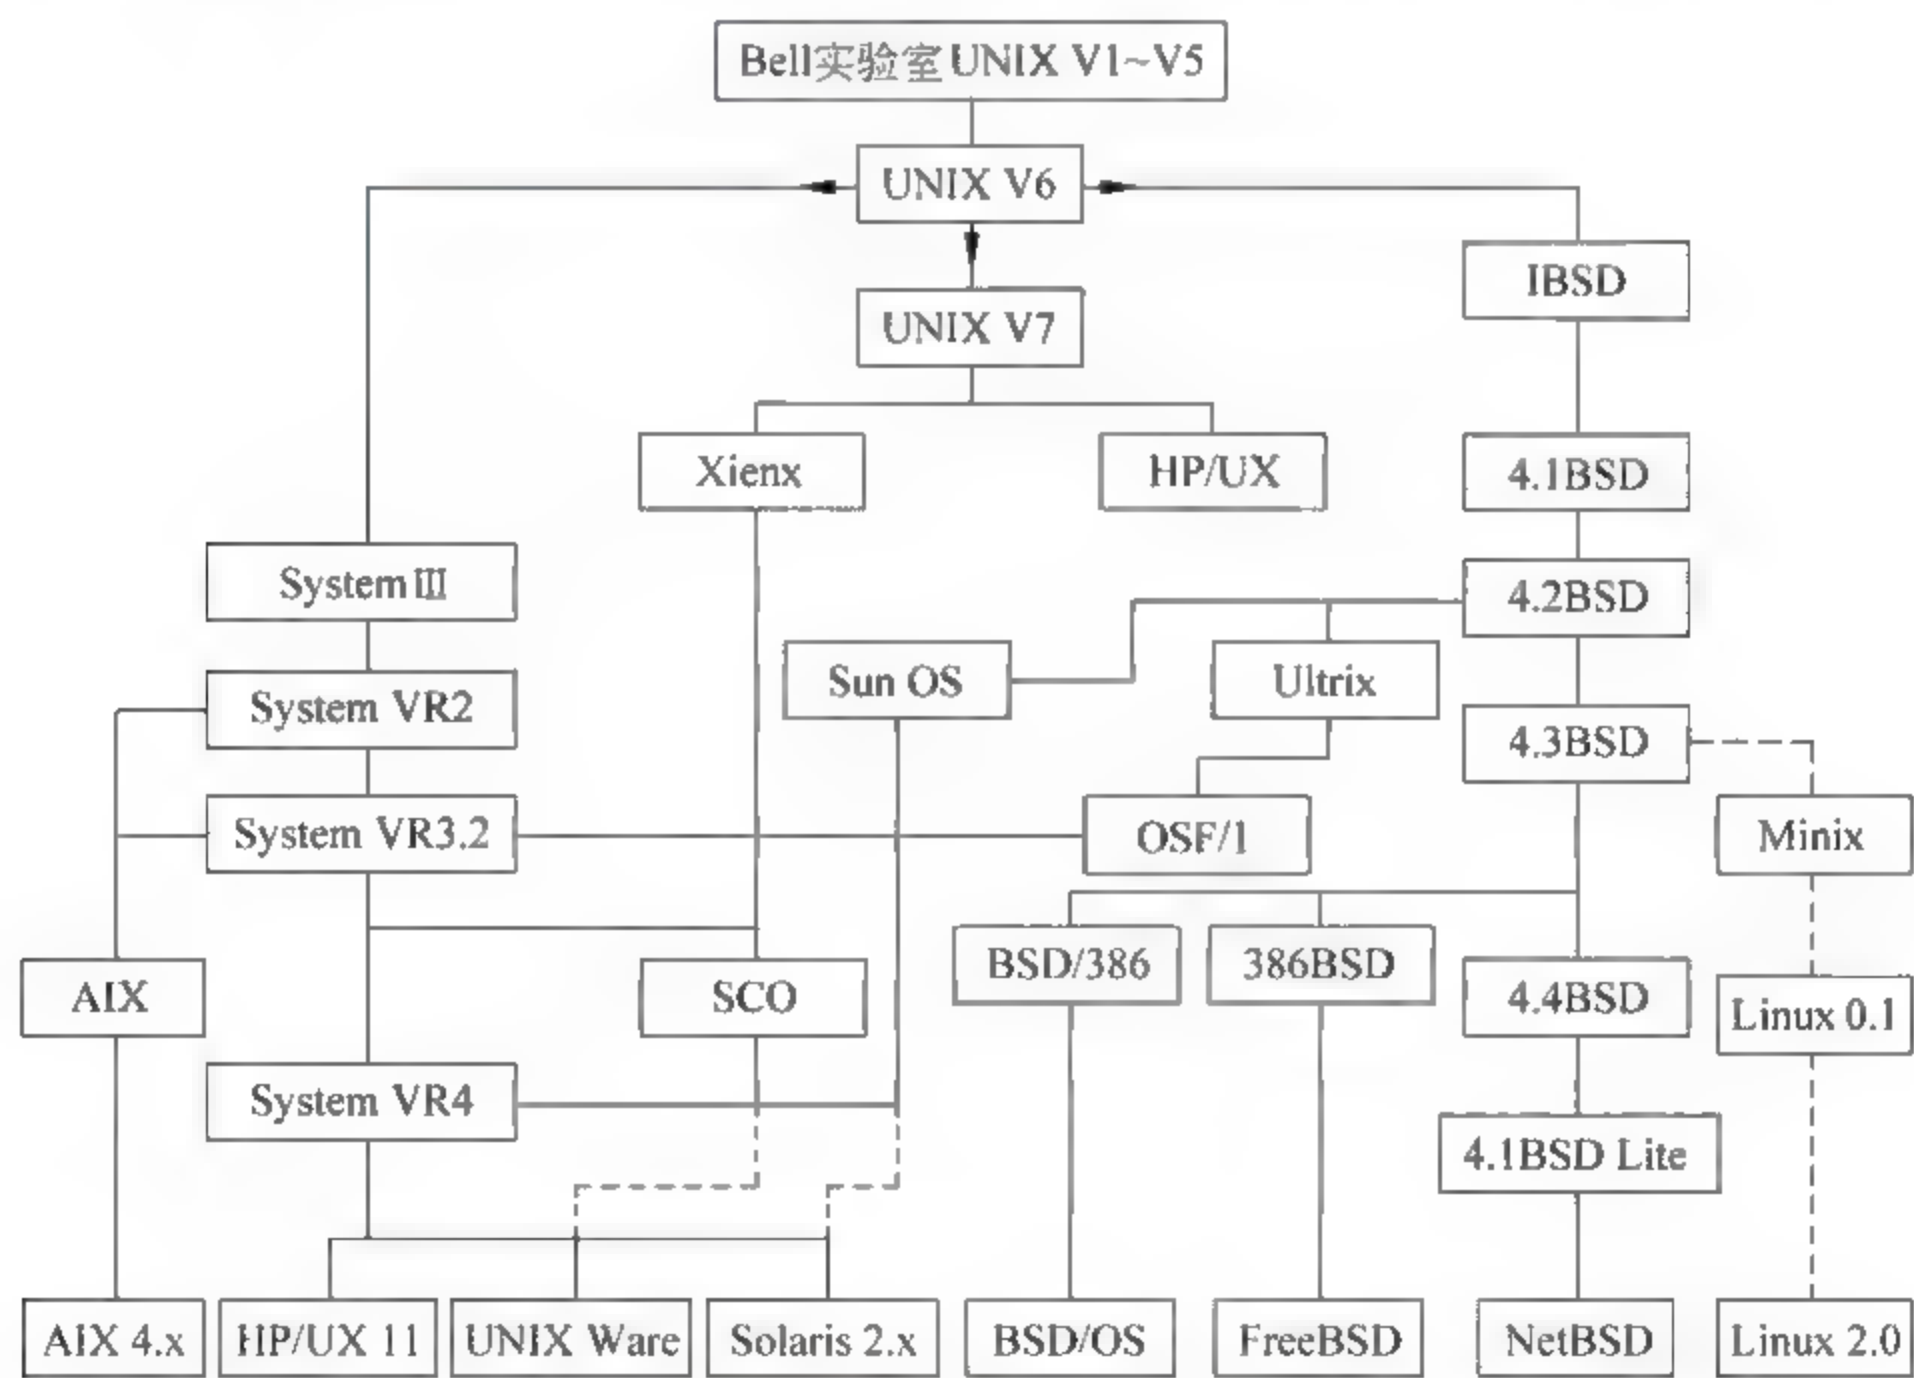 Bell实验室UNIX V1~V5
UNIX V6
IBSD
UNIX V7
Xienx
HP/UX
4.1BSD
System III
4.2BSD
Sun OS
Ultrix
System VR2
4.3BSD
System VR3.2
OSF/1
Minix
BSD/386
386BSD
AIX
SCO
4.4BSD
Linux 0.1
System VR4
4.1BSD Lite
AIX 4.x
HP/UX 11
UNIX Ware
Solaris 2.x
BSD/OS
FreeBSD
NetBSD
Linux 2.0